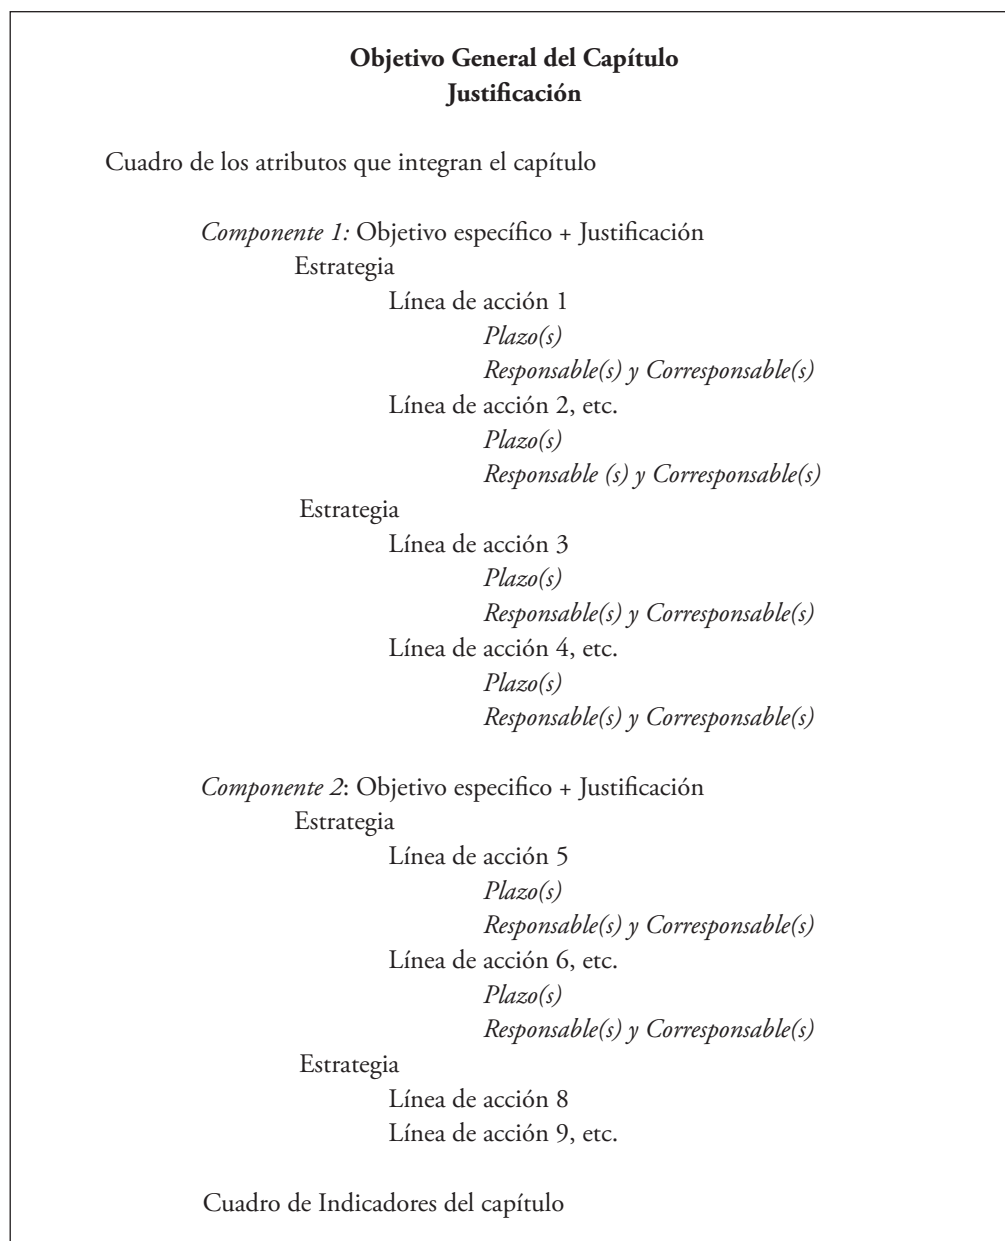 Objetivo General del Capítulo
Justificación
Cuadro de los atributos que integran el capítulo
Componente 1: Objetivo específico + Justificación
Estrategia
Línea de acción 1
Plazo(s)
Responsable(s) y Corresponsable(s)
Línea de acción 2, etc.
Plazo(s)
Responsable (s) y Corresponsable(s)
Estrategia
Línea de acción 3
Plazo(s)
Responsable(s) y Corresponsable(s)
Línea de acción 4, etc.
Plazo(s)
Responsable(s) y Corresponsable(s)
Componente 2: Objetivo especifico + Justificación
Estrategia
Línea de acción 5
Plazo(s)
Responsable(s) y Corresponsable(s)
Línea de acción 6, etc.
Plazo(s)
Responsable(s) y Corresponsable(s)
Estrategia
Línea de acción 8
Línea de acción 9, etc.
Cuadro de Indicadores del capítulo